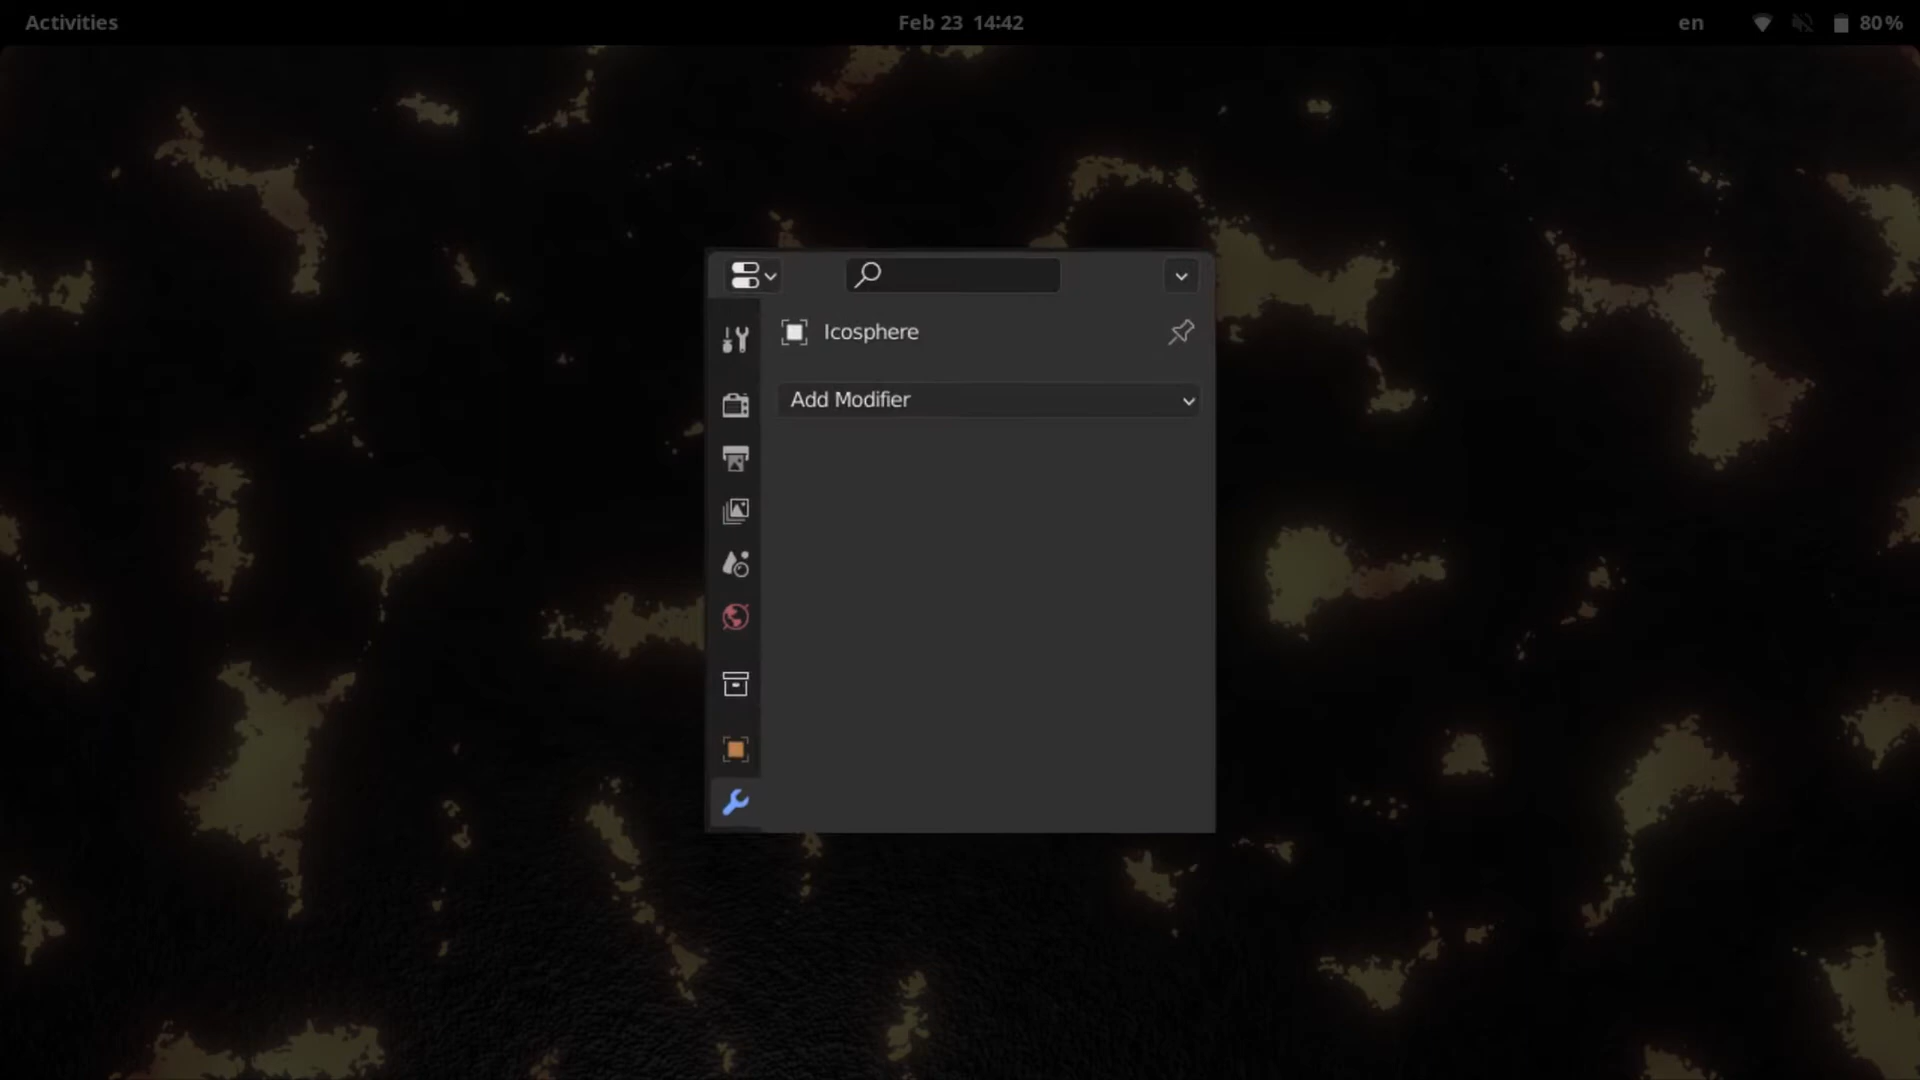 Activities
Feb 23 14:42
en
80%
Icosphere
Add Modifier